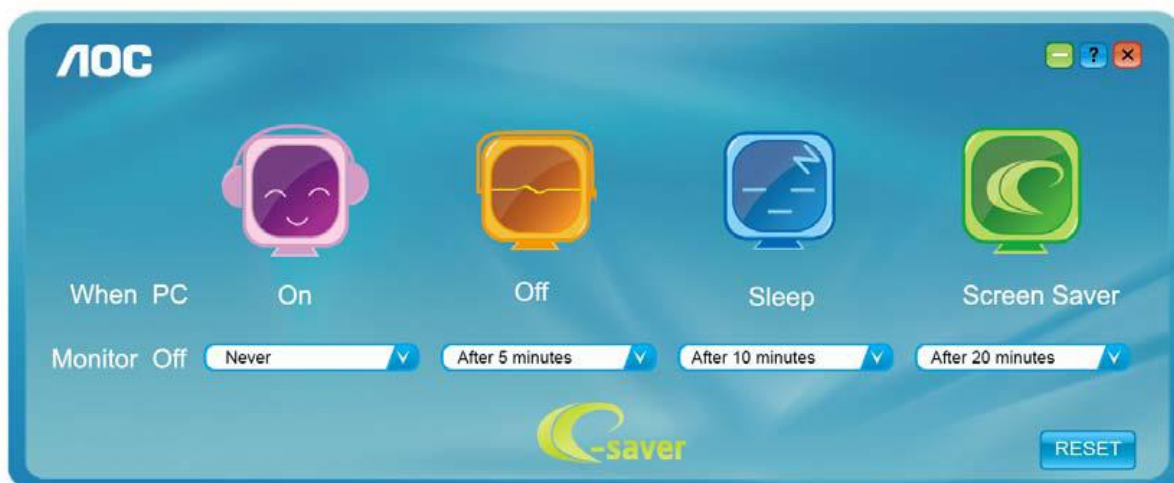 AOC
?
When PC On Off Sleep Screen Saver
Monitor Off Never After 5 minutes After 10 minutes After 20 minutes
e-saver
RESET